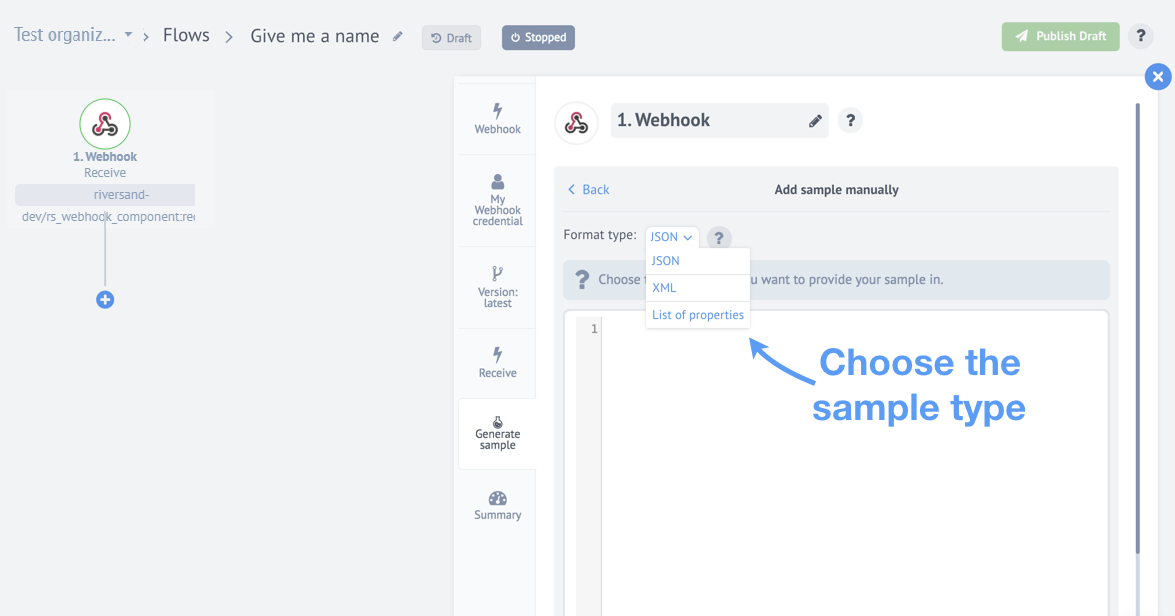 Test organiz...
Flows
Give me a name
Draft
Stopped
Publish Draft
?
1. Webhook
Receive
riversand-
dev/rs_webhook_component:re
Webhook
My
Webhook
credential
Version:
latest
Receive
Generate
sample
Summary
1. Webhook
?
Back
Add sample manually
Format type:
JSON
?
JSON
XML
List of properties
? Choose u want to provide your sample in.
1
Choose the
sample type